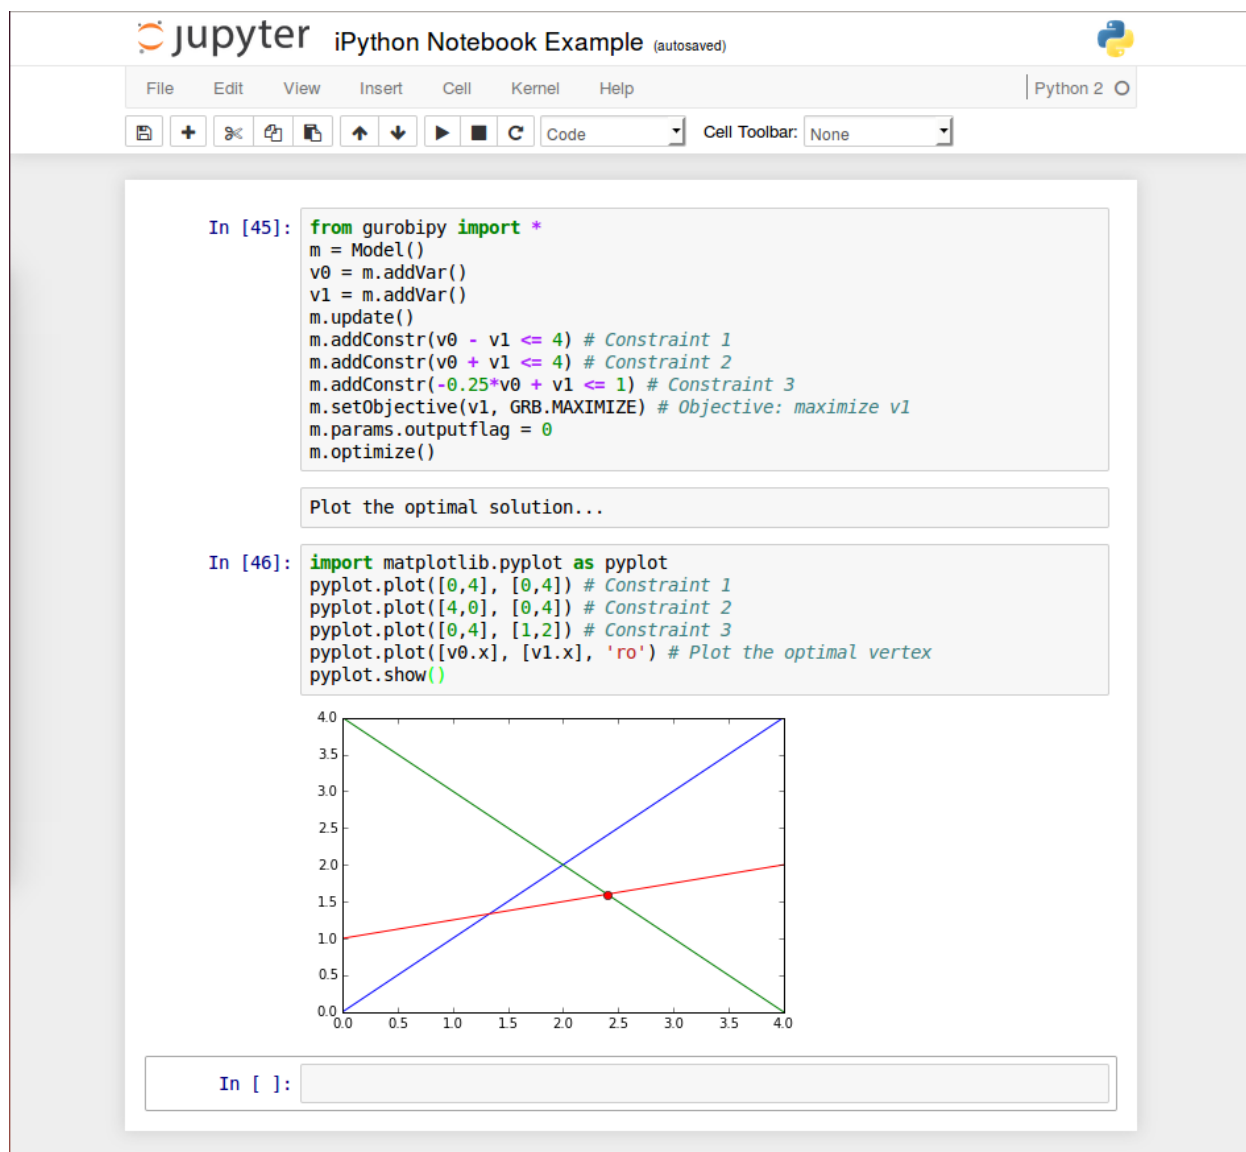 jupyter iPython Notebook Example (autosaved)
File Edit View Insert Cell Kernel Help Python 2
Code Cell Toolbar: None
In [45]: from gurobipy import *
m = Model()
v0 = m.addVar()
v1 = m.addVar()
m.update()
m.addConstr(v0 - v1 <= 4) # Constraint 1
m.addConstr(v0 + v1 <= 4) # Constraint 2
m.addConstr(-0.25*v0 + v1 <= 1) # Constraint 3
m.setObjective(v1, GRB.MAXIMIZE) # Objective: maximize v1
m.params.outputflag = 0
m.optimize()
Plot the optimal solution...
In [46]: import matplotlib.pyplot as pyplot
pyplot.plot([0,4], [0,4]) # Constraint 1
pyplot.plot([4,0], [0,4]) # Constraint 2
pyplot.plot([0,4], [1,2]) # Constraint 3
pyplot.plot([v0.x], [v1.x], 'ro') # Plot the optimal vertex
pyplot.show()
4.0
3.5
3.0
2.5
2.0
1.5
1.0
0.5
0.0
0.0 0.5 1.0 1.5 2.0 2.5 3.0 3.5 4.0
In [ ]: